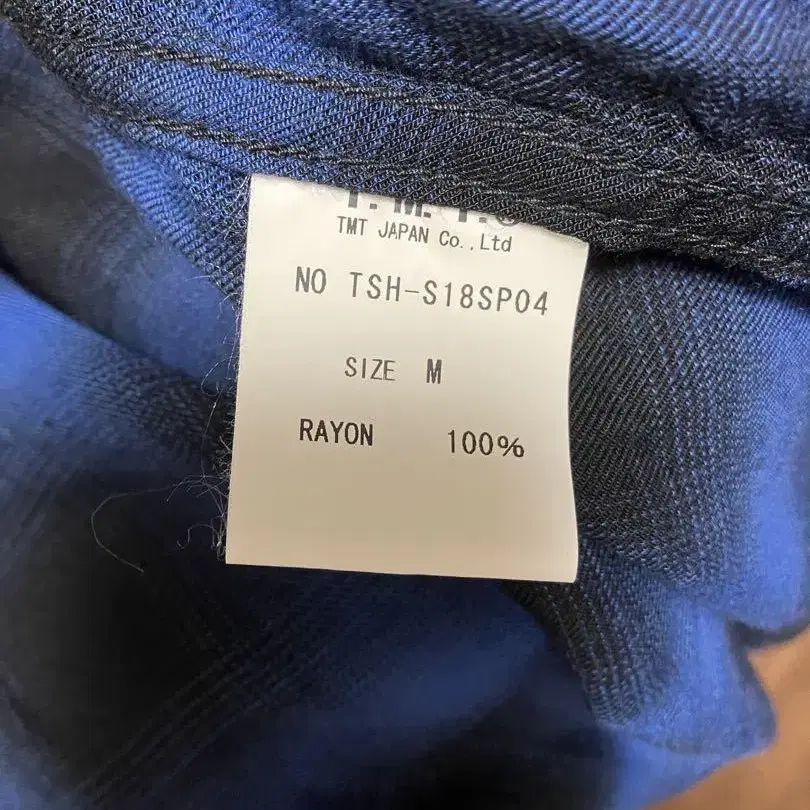 TMT JAPAN Co.,Ltd
NO TSH-S18SP04
SIZE M
RAYON 100%